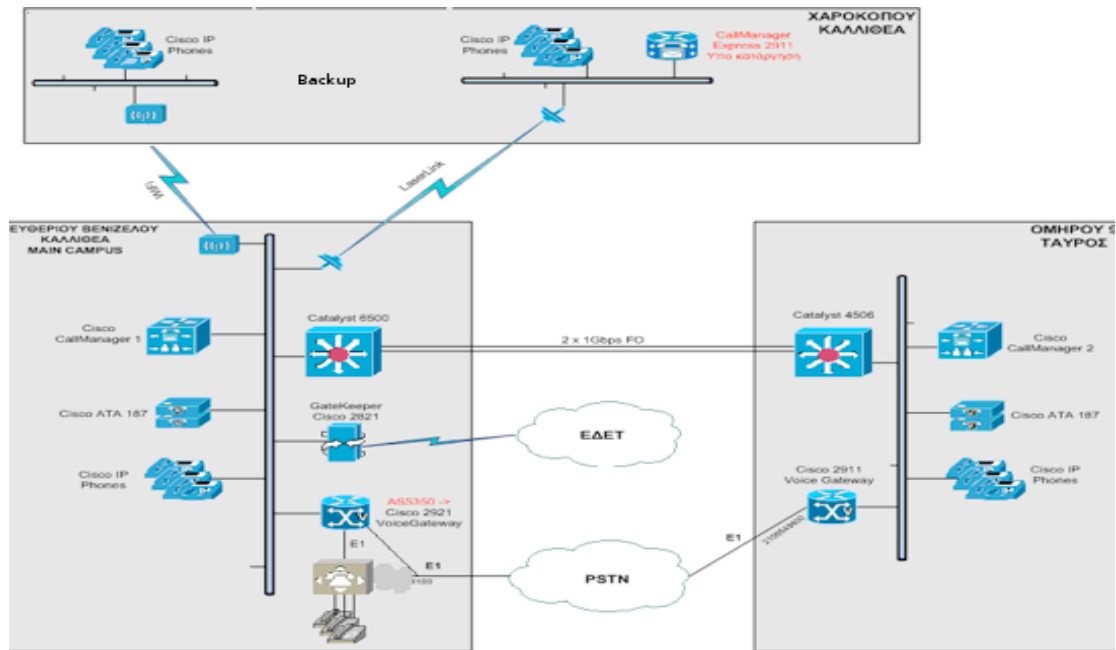 ΧΑΡΟΚΟΠΟΥ
ΚΑΛΛΙΘΕΑ
Cisco IP
Phones
Cisco IP
Phones
CallManager
Express 2911
Υπο κατάργηση
Backup
WiFi
LaserLink
ΕΥΘΕΡΙΟΥ ΒΕΝΙΖΕΛΟΥ
ΚΑΛΛΙΘΕΑ
MAIN CAMPUS
ΟΜΗΡΟΥ 9
ΤΑΥΡΟΣ
Cisco
CallManager 1
Catalyst 6500
2 x 1Gbps FO
Catalyst 4506
Cisco
CallManager 2
Cisco ATA 187
GateKeeper
Cisco 2821
ΕΔΕΤ
Cisco ATA 187
Cisco IP
Phones
AS5350 ->
Cisco 2921
VoiceGateway
Cisco 2911
Voice Gateway
Cisco IP
Phones
E1
E1
PSTN
E1